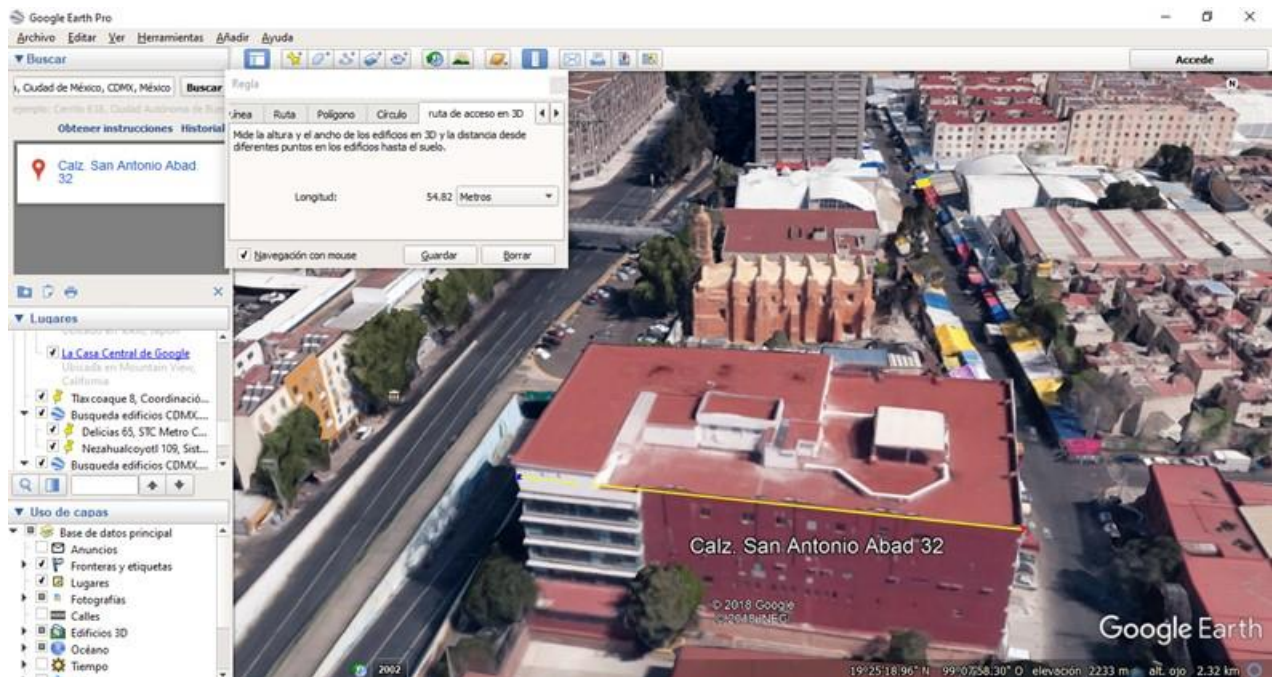 Google Earth Pro
Archivo Editar Ver Herramientas Añadir Ayuda
Buscar
Accede
, Ciudad de México, CDMX, México Buscar
Obtener instrucciones Historial
Calz. San Antonio Abad
32
Regla
Línea Ruta Polígono Círculo ruta de acceso en 3D
Mide la altura y el ancho de los edificios en 3D y la distancia desde
diferentes puntos en los edificios hasta el suelo.
Longitud: 54.82 Metros
Navegación con mouse Guardar Borrar
N
Lugares
La Casa Central de Google
Ubicada en Mountain View,
California
Tlaxcoaque 8, Coordinació...
Busqueda edificios CDMX....
Delicias 65, STC Metro C...
Nezahualcoyotl 109, Sist...
Busqueda edificios CDMX....
Uso de capas
Base de datos principal
Anuncios
Fronteras y etiquetas
Lugares
Fotografías
Calles
Edificios 3D
Océano
Tiempo
Calz. San Antonio Abad 32
© 2018 Google
© 2018 INEGI
Google Earth
2002
19°25'18.96" N 99°07'58.30" O elevación 2233 m alt. ojo 2.32 km